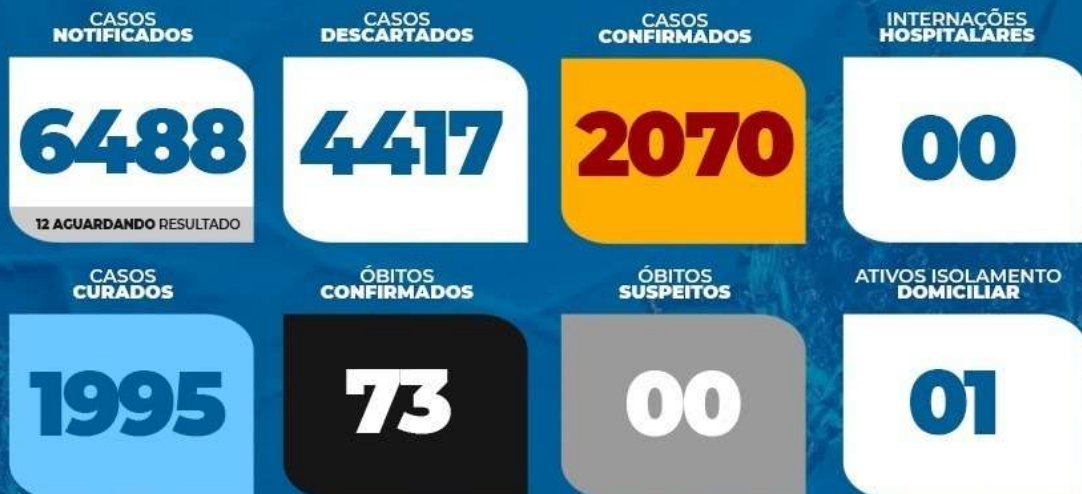 CASOS
NOTIFICADOS
CASOS
DESCARTADOS
CASOS
CONFIRMADOS
INTERNAÇÕES
HOSPITALARES
6488
12 AGUARDANDO RESULTADO
4417
2070
00
CASOS
CURADOS
ÓBITOS
CONFIRMADOS
ÓBITOS
SUSPEITOS
ATIVOS ISOLAMENTO
DOMICILIAR
1995
73
00
01